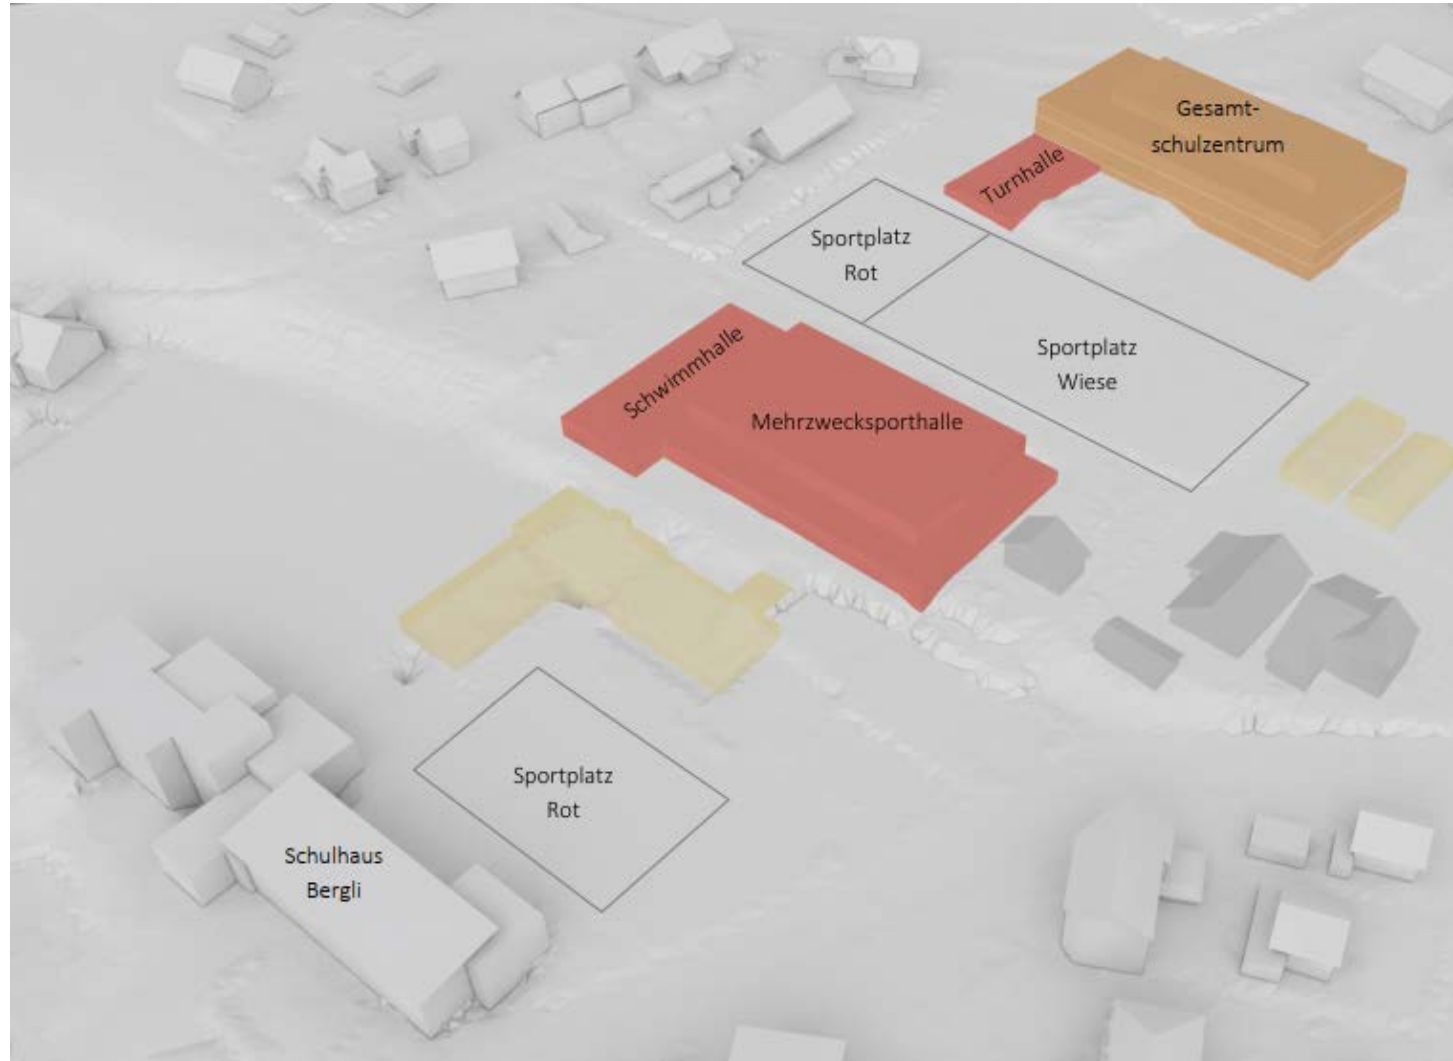 Gesamt-
schulzentrum
Turnhalle
Sportplatz
Rot
Sportplatz
Wiese
Schwimmhalle
Mehrzwecksporthalle
Sportplatz
Rot
Schulhaus
Bergli